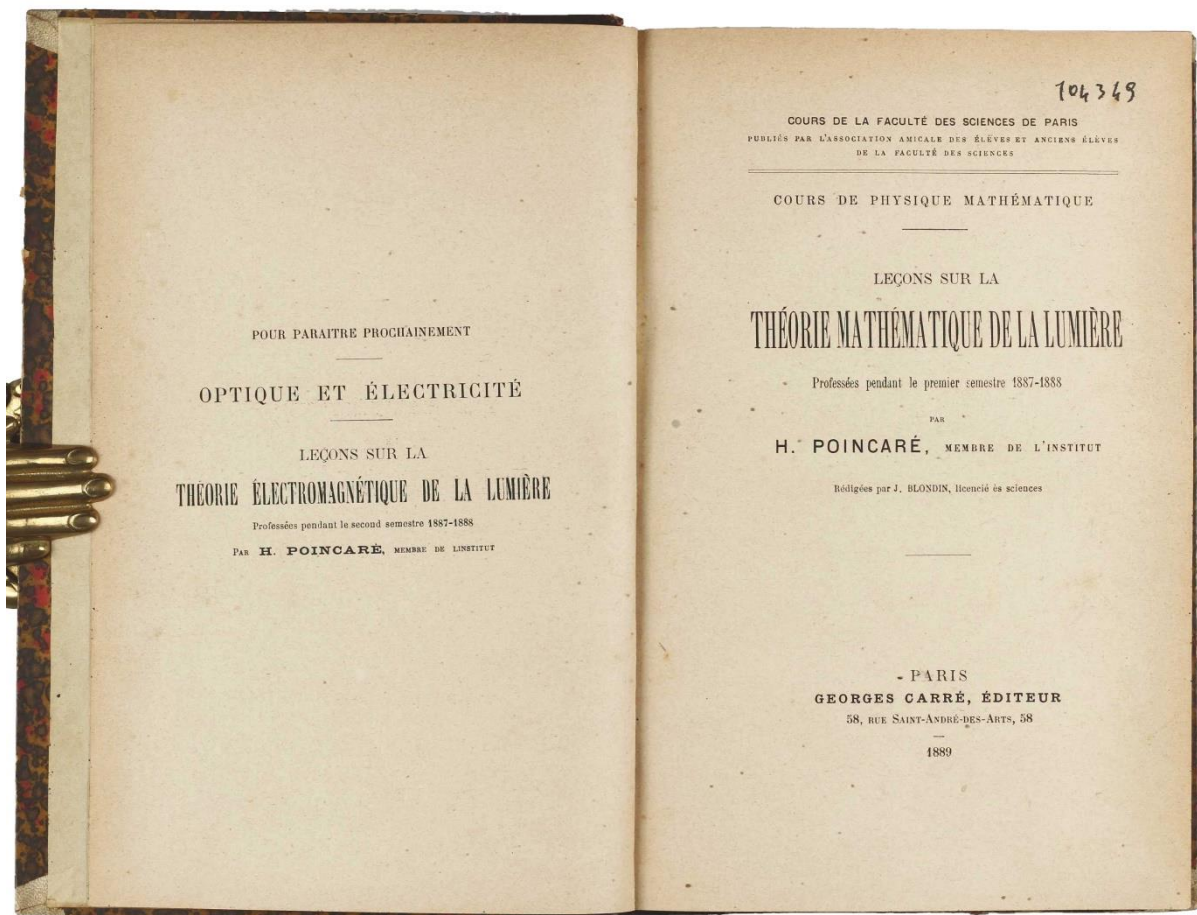 POUR PARAITRE PROCHAINEMENT
OPTIQUE ET ÉLECTRICITÉ
LEÇONS SUR LA
THÉORIE ÉLECTROMAGNÉTIQUE DE LA LUMIÈRE
Professées pendant le second semestre 1887-1888
PAR H. POINCARÉ, MEMBRE DE LINSTITUT
104349
COURS DE LA FACULTÉ DES SCIENCES DE PARIS
PUBLIÉS PAR L'ASSOCIATION AMICALE DES ÉLÈVES ET ANCIENS ÉLÈVES
DE LA FACULTÉ DES SCIENCES
COURS DE PHYSIQUE MATHÉMATIQUE
LEÇONS SUR LA
THÉORIE MATHÉMATIQUE DE LA LUMIÈRE
Professées pendant le premier semestre 1887-1888
PAR
H. POINCARÉ, MEMBRE DE L'INSTITUT
Rédigées par J. BLONDIN, licencié ès sciences
PARIS
GEORGES CARRÉ, ÉDITEUR
58, RUE SAINT-ANDRÉ-DES-ARTS, 58
1889